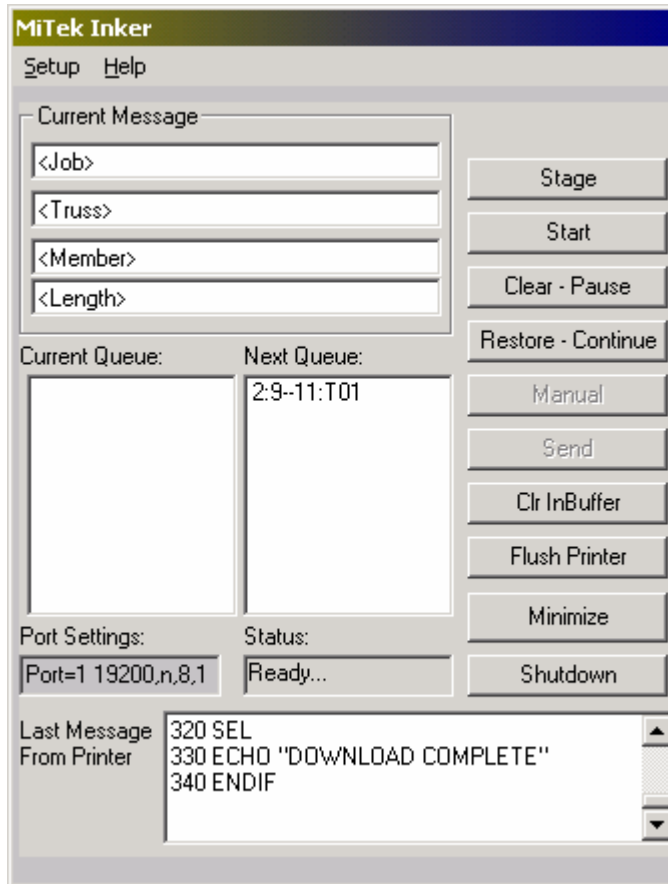 MiTek Inker
Setup Help
Current Message
<Job>
<Truss>
<Member>
<Length>
Stage
Start
Clear - Pause
Restore - Continue
Manual
Send
Clr InBuffer
Flush Printer
Minimize
Shutdown
Current Queue:
Next Queue:
2:9--11:T01
Port Settings:
Port=1 19200,n,8,1
Status:
Ready...
Last Message
From Printer
320 SEL
330 ECHO "DOWNLOAD COMPLETE"
340 ENDIF